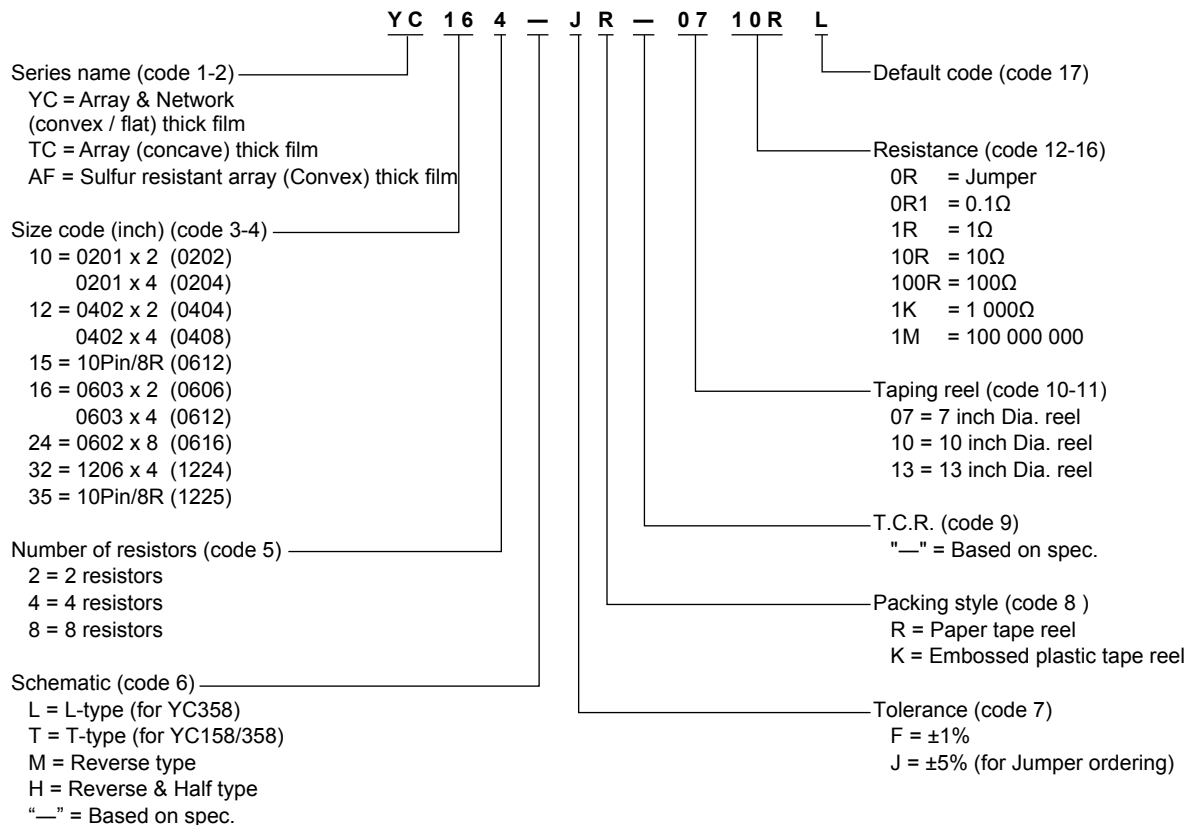 YC 16 4 — J R — 07 10R L
Series name (code 1-2)
YC = Array & Network
(convex / flat) thick film
TC = Array (concave) thick film
AF = Sulfur resistant array (Convex) thick film
Size code (inch) (code 3-4)
10 = 0201 x 2 (0202)
0201 x 4 (0204)
12 = 0402 x 2 (0404)
0402 x 4 (0408)
15 = 10Pin/8R (0612)
16 = 0603 x 2 (0606)
0603 x 4 (0612)
24 = 0602 x 8 (0616)
32 = 1206 x 4 (1224)
35 = 10Pin/8R (1225)
Number of resistors (code 5)
2 = 2 resistors
4 = 4 resistors
8 = 8 resistors
Schematic (code 6)
L = L-type (for YC358)
T = T-type (for YC158/358)
M = Reverse type
H = Reverse & Half type
“—” = Based on spec.
Default code (code 17)
Resistance (code 12-16)
0R = Jumper
0R1 = 0.1Ω
1R = 1Ω
10R = 10Ω
100R = 100Ω
1K = 1 000Ω
1M = 100 000 000
Taping reel (code 10-11)
07 = 7 inch Dia. reel
10 = 10 inch Dia. reel
13 = 13 inch Dia. reel
T.C.R. (code 9)
"—" = Based on spec.
Packing style (code 8 )
R = Paper tape reel
K = Embossed plastic tape reel
Tolerance (code 7)
F = ±1%
J = ±5% (for Jumper ordering)